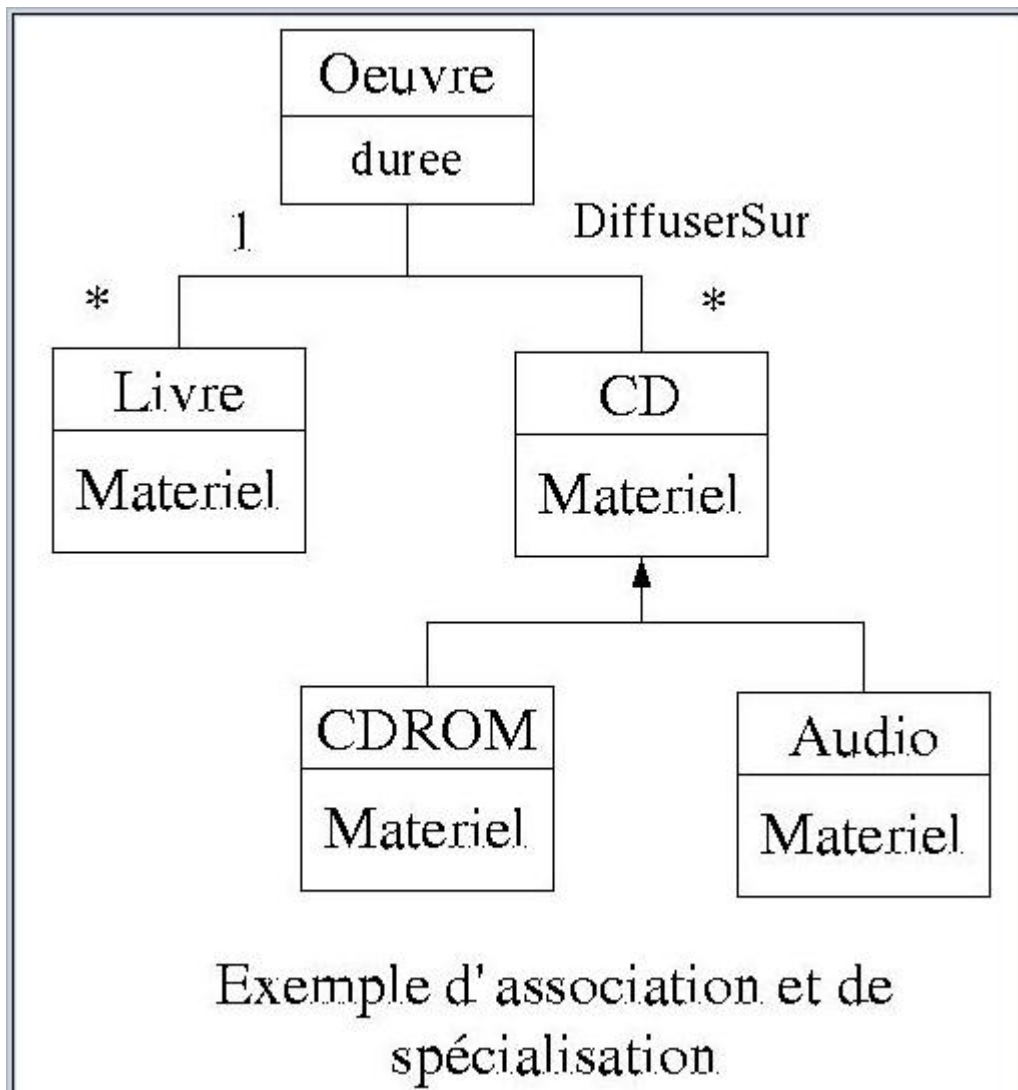 Oeuvre
duree
1
DiffuserSur
*
*
Livre
CD
Materiel
Materiel
CDROM
Audio
Materiel
Materiel
Exemple d'association et de
spécialisation